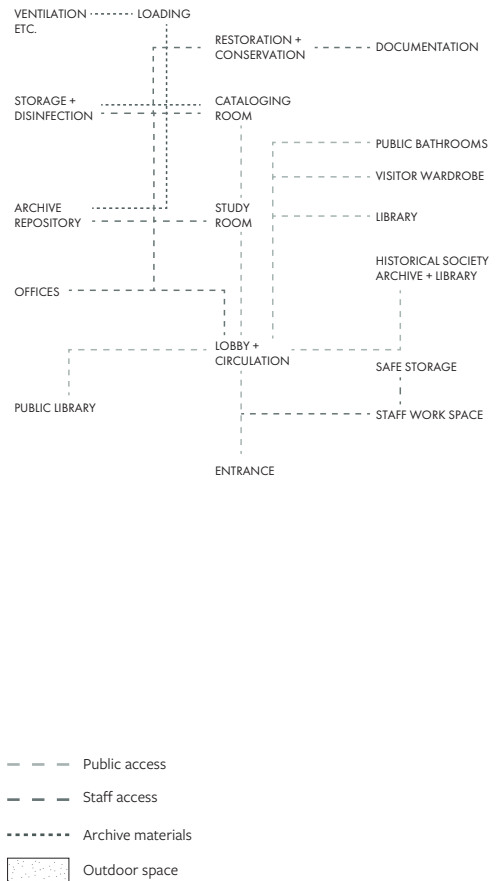 VENTILATION
ETC.
LOADING
RESTORATION +
CONSERVATION
DOCUMENTATION
STORAGE +
DISINFECTION
CATALOGING
ROOM
PUBLIC BATHROOMS
VISITOR WARDROBE
ARCHIVE
REPOSITORY
STUDY
ROOM
LIBRARY
HISTORICAL SOCIETY
ARCHIVE + LIBRARY
OFFICES
LOBBY +
CIRCULATION
SAFE STORAGE
PUBLIC LIBRARY
STAFF WORK SPACE
ENTRANCE
Public access
Staff access
Archive materials
Outdoor space